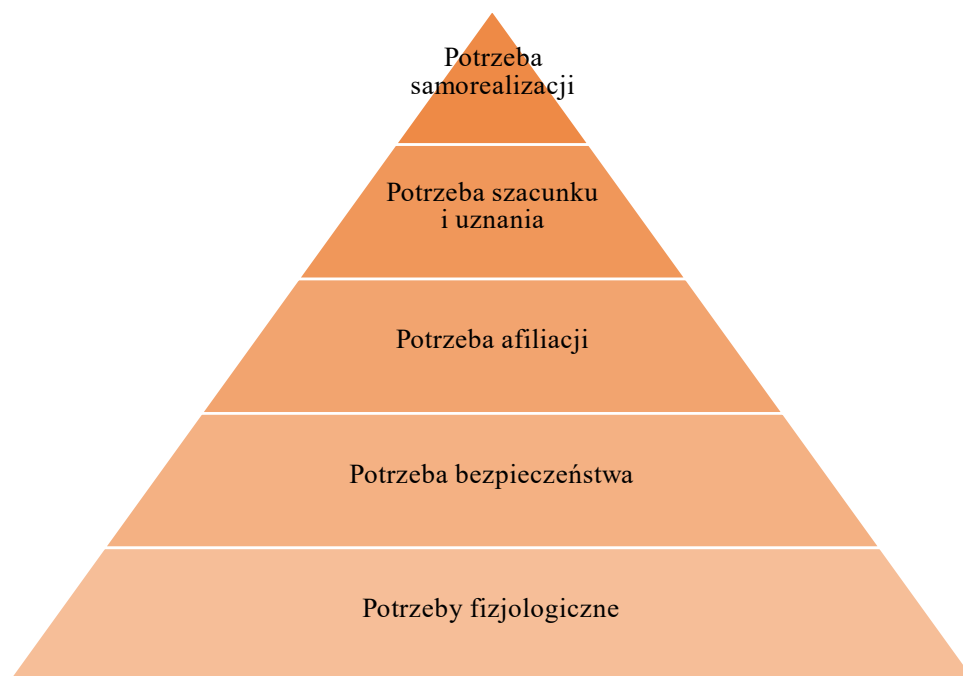 Potrzeba
samorealizacji
Potrzeba szacunku
i uznania
Potrzeba afiliacji
Potrzeba bezpieczeństwa
Potrzeby fizjologiczne